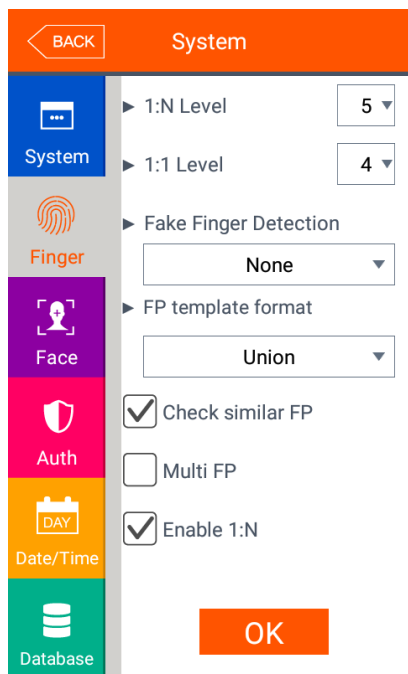 BACK
System
System
Finger
Face
Auth
DAY
Date/Time
Database
1:N Level
5
1:1 Level
4
Fake Finger Detection
None
FP template format
Union
Check similar FP
Multi FP
Enable 1:N
OK